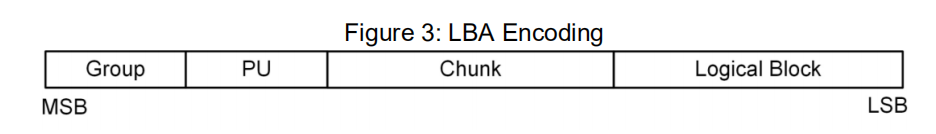 Figure 3: LBA Encoding
Group PU Chunk Logical Block
MSB LSB